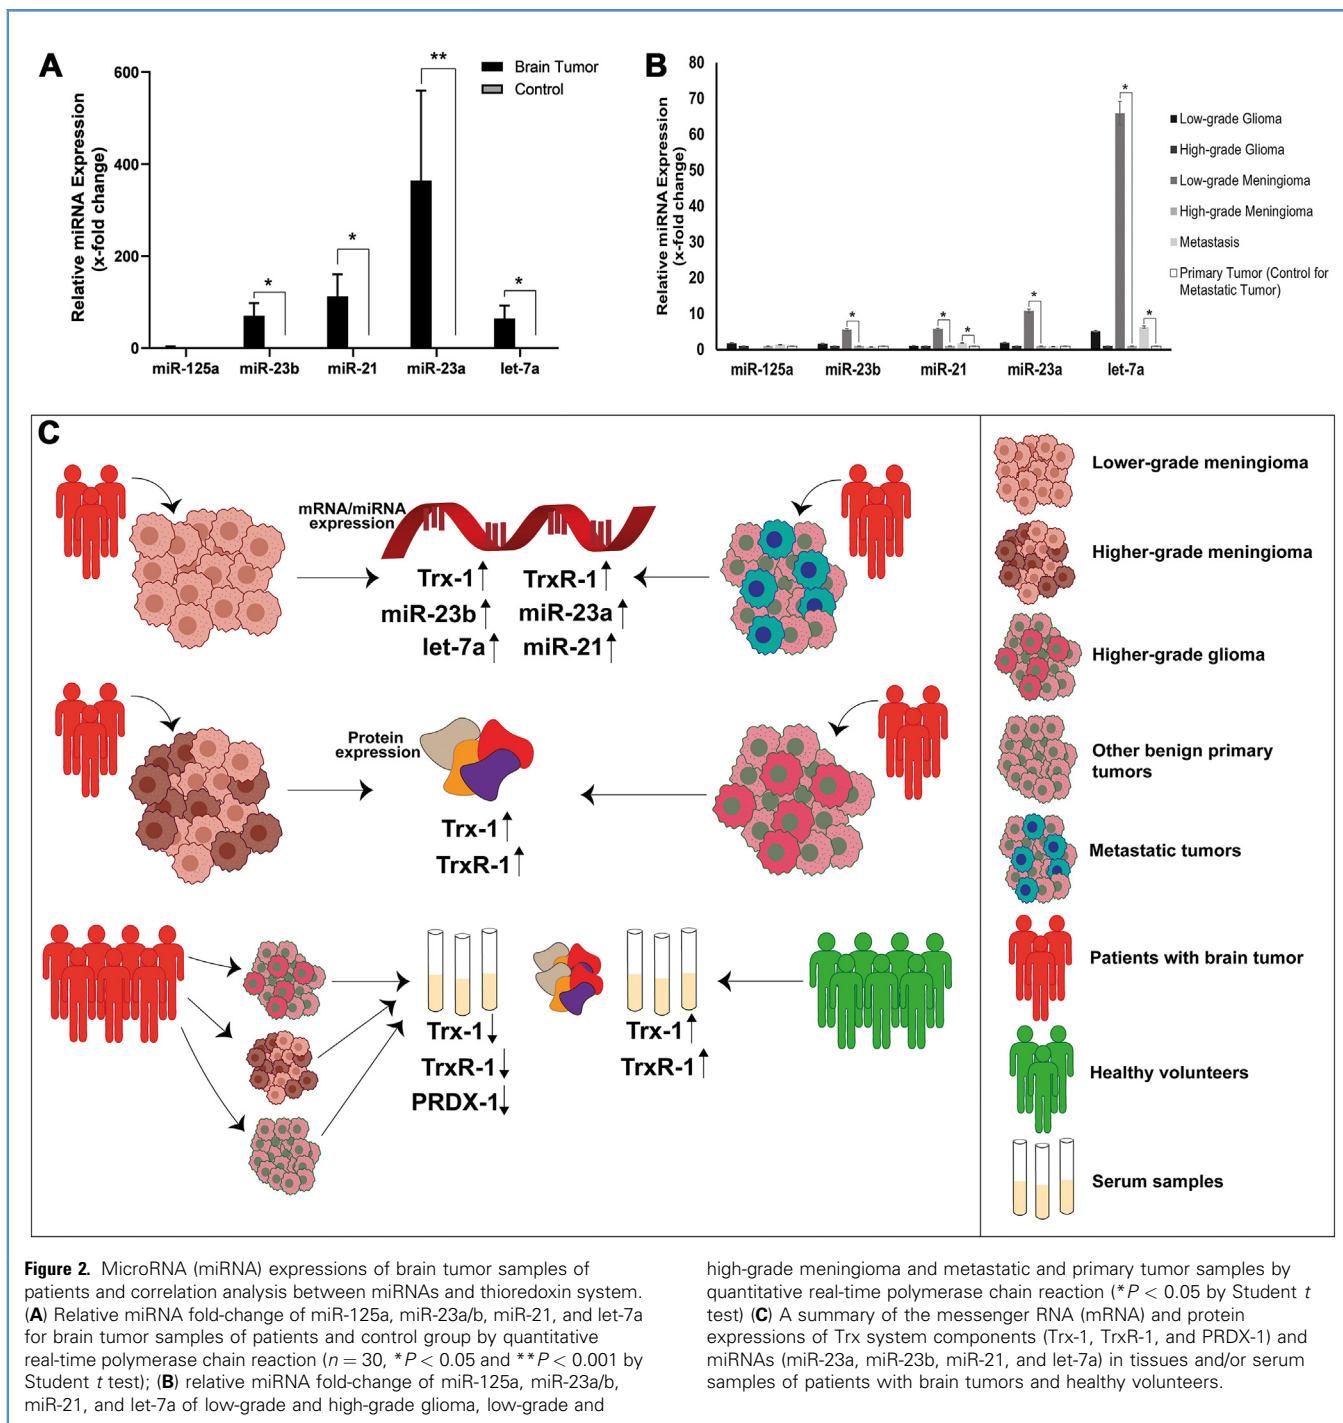 A
Relative miRNA Expression
(x-fold change)
600
400
200
0
**
*
*
*
Brain Tumor
Control
miR-125a
miR-23b
miR-21
miR-23a
let-7a
B
Relative miRNA Expression
(x-fold change)
80
70
60
50
40
30
20
10
0
*
*
*
*
*
*
miR-125a
miR-23b
miR-21
miR-23a
let-7a
Low-grade Glioma
High-grade Glioma
Low-grade Meningioma
High-grade Meningioma
Metastasis
Primary Tumor (Control for
Metastatic Tumor)
C
mRNA/miRNA
expression
Trx-1↑ TrxR-1↑
miR-23b↑ miR-23a↑
let-7a↑ miR-21↑
Protein
expression
Trx-1↑
TrxR-1↑
Trx-1↓
TrxR-1↓
PRDX-1↓
Trx-1↑
TrxR-1↑
Lower-grade meningioma
Higher-grade meningioma
Higher-grade glioma
Other benign primary
tumors
Metastatic tumors
Patients with brain tumor
Healthy volunteers
Serum samples
Figure 2. MicroRNA (miRNA) expressions of brain tumor samples of
patients and correlation analysis between miRNAs and thioredoxin system.
(A) Relative miRNA fold-change of miR-125a, miR-23a/b, miR-21, and let-7a
for brain tumor samples of patients and control group by quantitative
real-time polymerase chain reaction (n = 30, *P < 0.05 and **P < 0.001 by
Student t test); (B) relative miRNA fold-change of miR-125a, miR-23a/b,
miR-21, and let-7a of low-grade and high-grade glioma, low-grade and
high-grade meningioma and metastatic and primary tumor samples by
quantitative real-time polymerase chain reaction (*P < 0.05 by Student t
test) (C) A summary of the messenger RNA (mRNA) and protein
expressions of Trx system components (Trx-1, TrxR-1, and PRDX-1) and
miRNAs (miR-23a, miR-23b, miR-21, and let-7a) in tissues and/or serum
samples of patients with brain tumors and healthy volunteers.